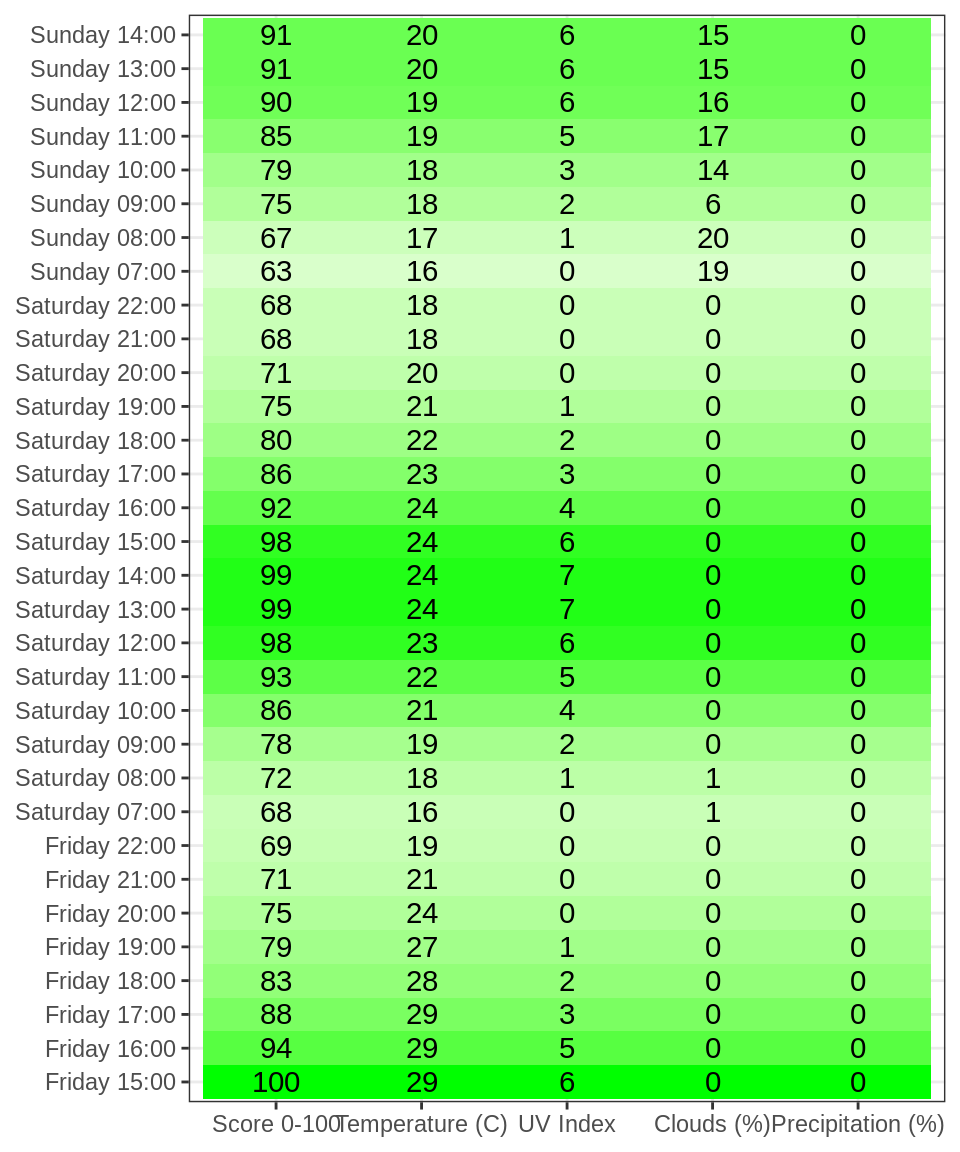 Sunday 14:00 91 20 6 15 0
Sunday 13:00 91 20 6 15 0
Sunday 12:00 90 19 6 16 0
Sunday 11:00 85 19 5 17 0
Sunday 10:00 79 18 3 14 0
Sunday 09:00 75 18 2 6 0
Sunday 08:00 67 17 1 20 0
Sunday 07:00 63 16 0 19 0
Saturday 22:00 68 18 0 0 0
Saturday 21:00 68 18 0 0 0
Saturday 20:00 71 20 0 0 0
Saturday 19:00 75 21 1 0 0
Saturday 18:00 80 22 2 0 0
Saturday 17:00 86 23 3 0 0
Saturday 16:00 92 24 4 0 0
Saturday 15:00 98 24 6 0 0
Saturday 14:00 99 24 7 0 0
Saturday 13:00 99 24 7 0 0
Saturday 12:00 98 23 6 0 0
Saturday 11:00 93 22 5 0 0
Saturday 10:00 86 21 4 0 0
Saturday 09:00 78 19 2 0 0
Saturday 08:00 72 18 1 1 0
Saturday 07:00 68 16 0 1 0
Friday 22:00 69 19 0 0 0
Friday 21:00 71 21 0 0 0
Friday 20:00 75 24 0 0 0
Friday 19:00 79 27 1 0 0
Friday 18:00 83 28 2 0 0
Friday 17:00 88 29 3 0 0
Friday 16:00 94 29 5 0 0
Friday 15:00 100 29 6 0 0
Score 0-100 Temperature (C) UV Index Clouds (%) Precipitation (%)